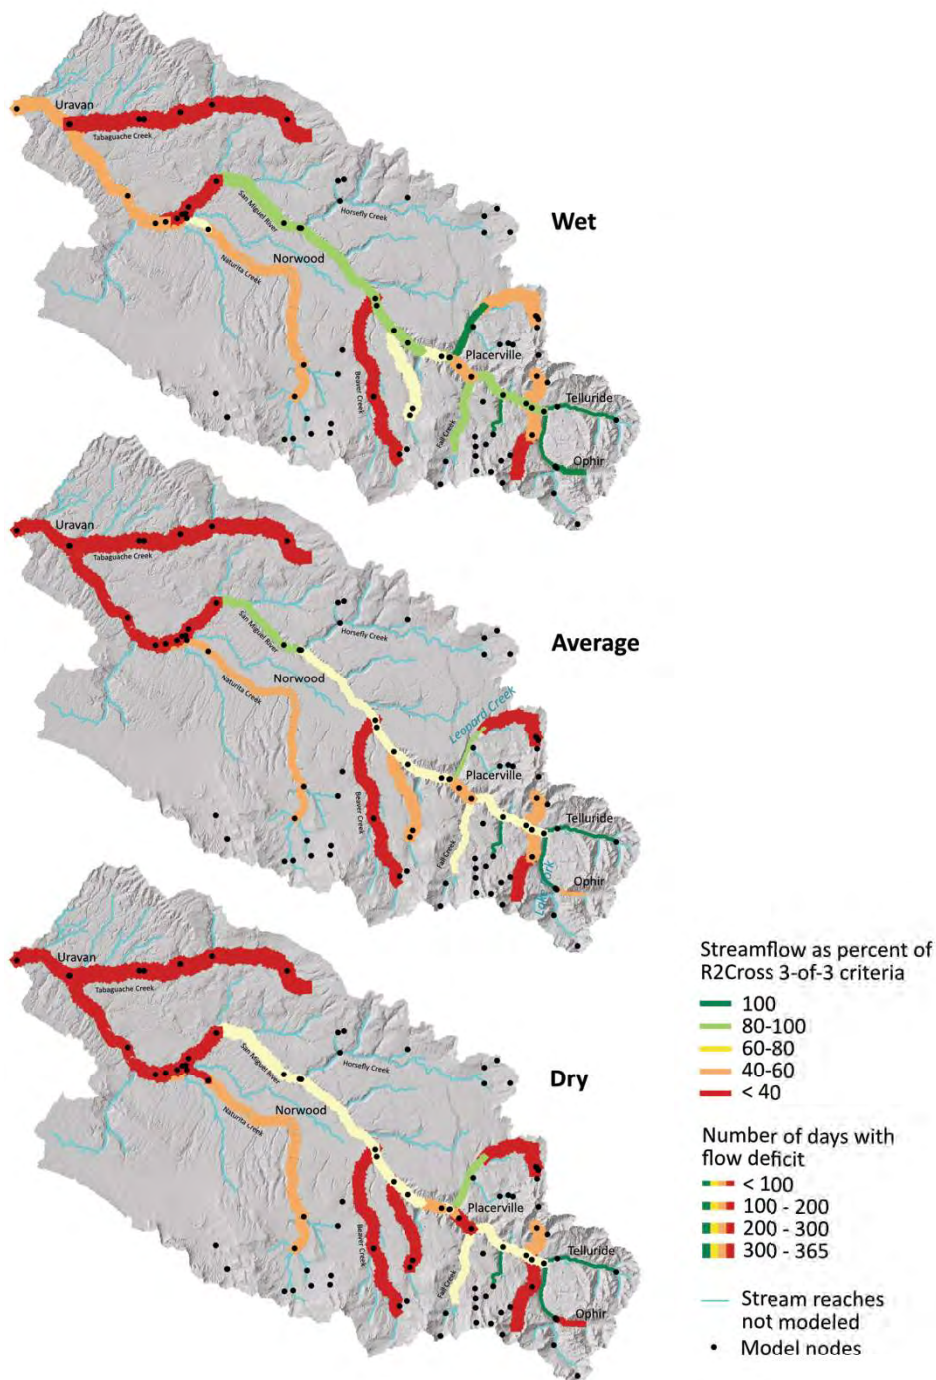 Uravan
Tabaguache Creek
San Miguel River
Horsefly Creek
Wet
Norwood
Naturita Creek
Placerville
Beaver Creek
Fall Creek
Telluride
Ophir
Uravan
Tabaguache Creek
San Miguel River
Horsefly Creek
Average
Norwood
Naturita Creek
Leopard Creek
Placerville
Beaver Creek
Fall Creek
Telluride
Ophir
Lake Fork
Uravan
Tabaguache Creek
San Miguel River
Horsefly Creek
Dry
Norwood
Naturita Creek
Placerville
Beaver Creek
Fall Creek
Telluride
Ophir
Streamflow as percent of
R2Cross 3-of-3 criteria
100
80-100
60-80
40-60
< 40
Number of days with
flow deficit
< 100
100 - 200
200 - 300
300 - 365
Stream reaches
not modeled
Model nodes